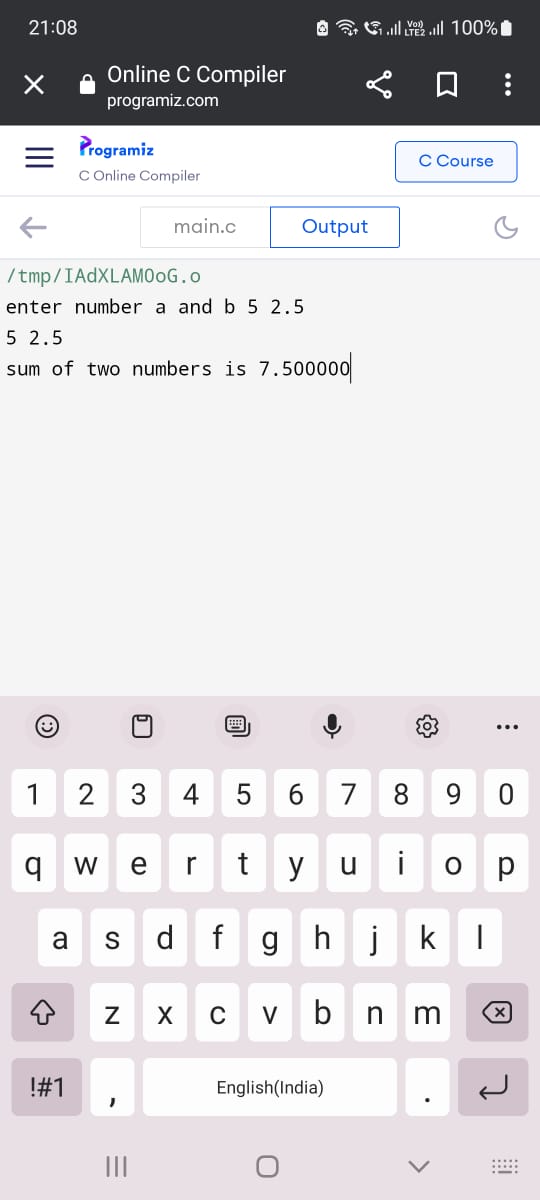 21:08 Vo)) LTE2 100%
Online C Compiler
programiz.com
Programiz
C Online Compiler
C Course
main.c Output
/tmp/IAdXLAMOoG.o
enter number a and b 5 2.5
5 2.5
sum of two numbers is 7.500000
1 2 3 4 5 6 7 8 9 0
q w e r t y u i o p
a s d f g h j k l
z x c v b n m
!#1 , English(India) .